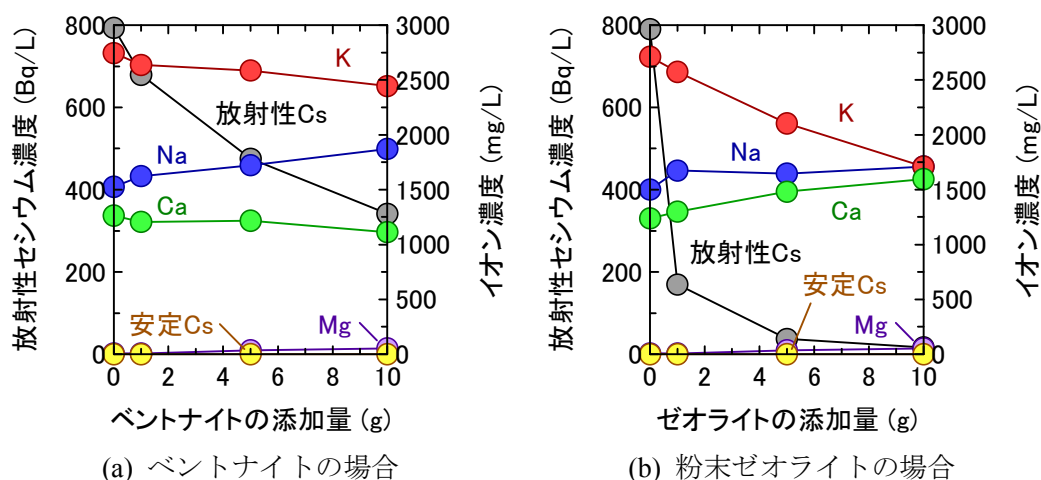 放射性セシウム濃度 (Bq/L)
800
600
400
200
0
3000
2500
2000
1500
1000
500
0
イオン濃度 (mg/L)
K
放射性Cs
Na
Ca
安定Cs
Mg
0 2 4 6 8 10
ベントナイトの添加量 (g)
(a) ベントナイトの場合
放射性セシウム濃度 (Bq/L)
800
600
400
200
0
3000
2500
2000
1500
1000
500
0
イオン濃度 (mg/L)
K
Na
Ca
放射性Cs
安定Cs
Mg
0 2 4 6 8 10
ゼオライトの添加量 (g)
(b) 粉末ゼオライトの場合